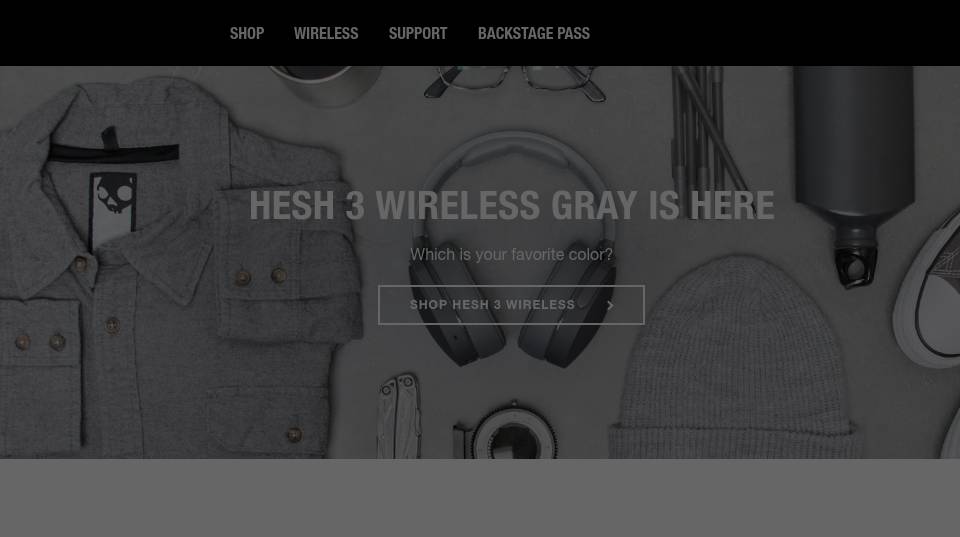 SHOP WIRELESS SUPPORT BACKSTAGE PASS
HESH 3 WIRELESS GRAY IS HERE
Which is your favorite color?
SHOP HESH 3 WIRELESS